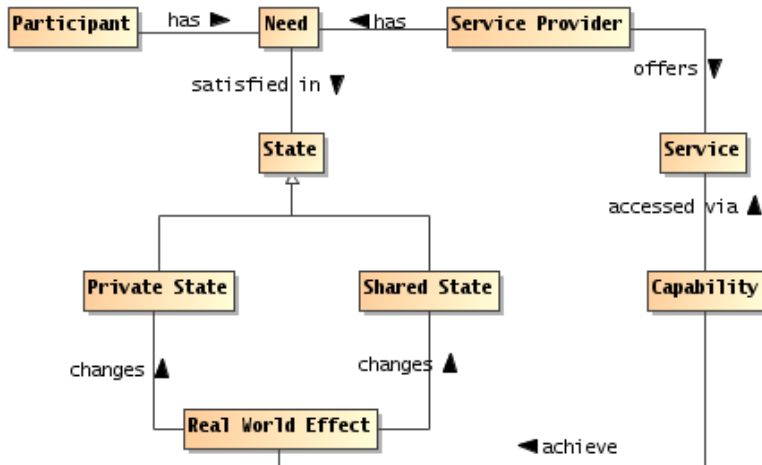 Participant
has
Need
has
Service Provider
satisfied in
offers
State
Service
accessed via
Private State
Shared State
Capability
changes
changes
Real World Effect
achieve